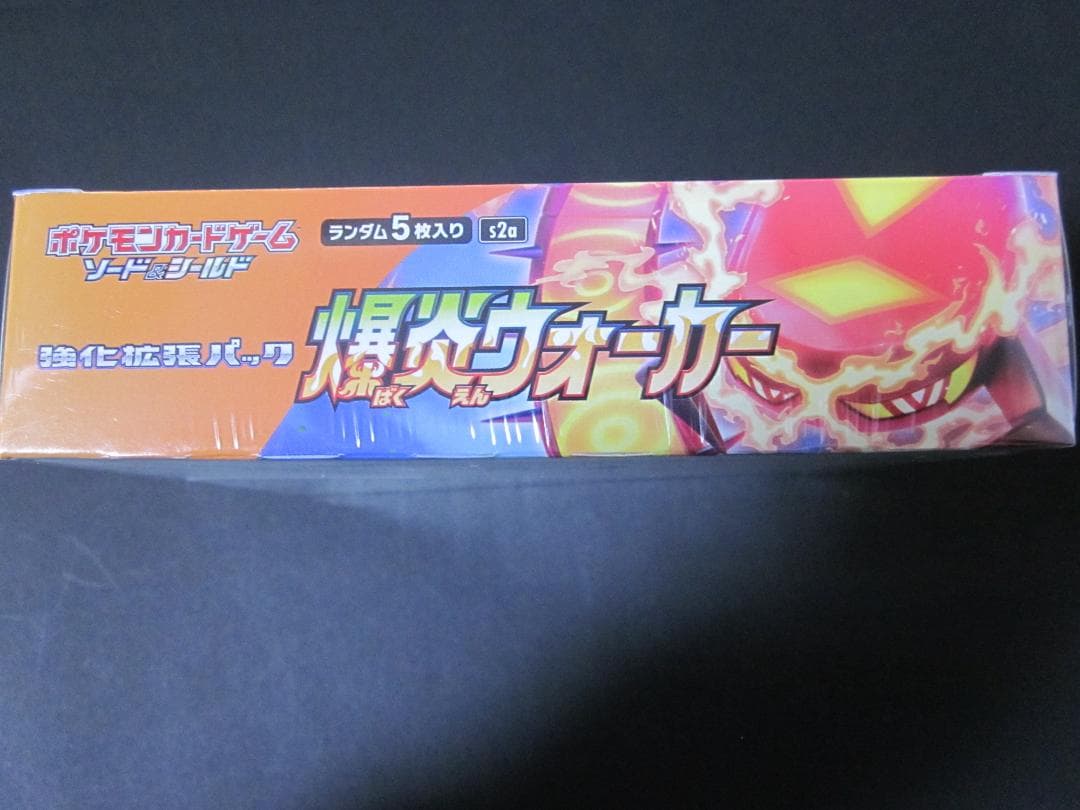 ポケモンカードゲーム
ソード&シールド
ランダム5枚入り s2a
強化拡張パック
爆炎ウォーカー
ばく えん